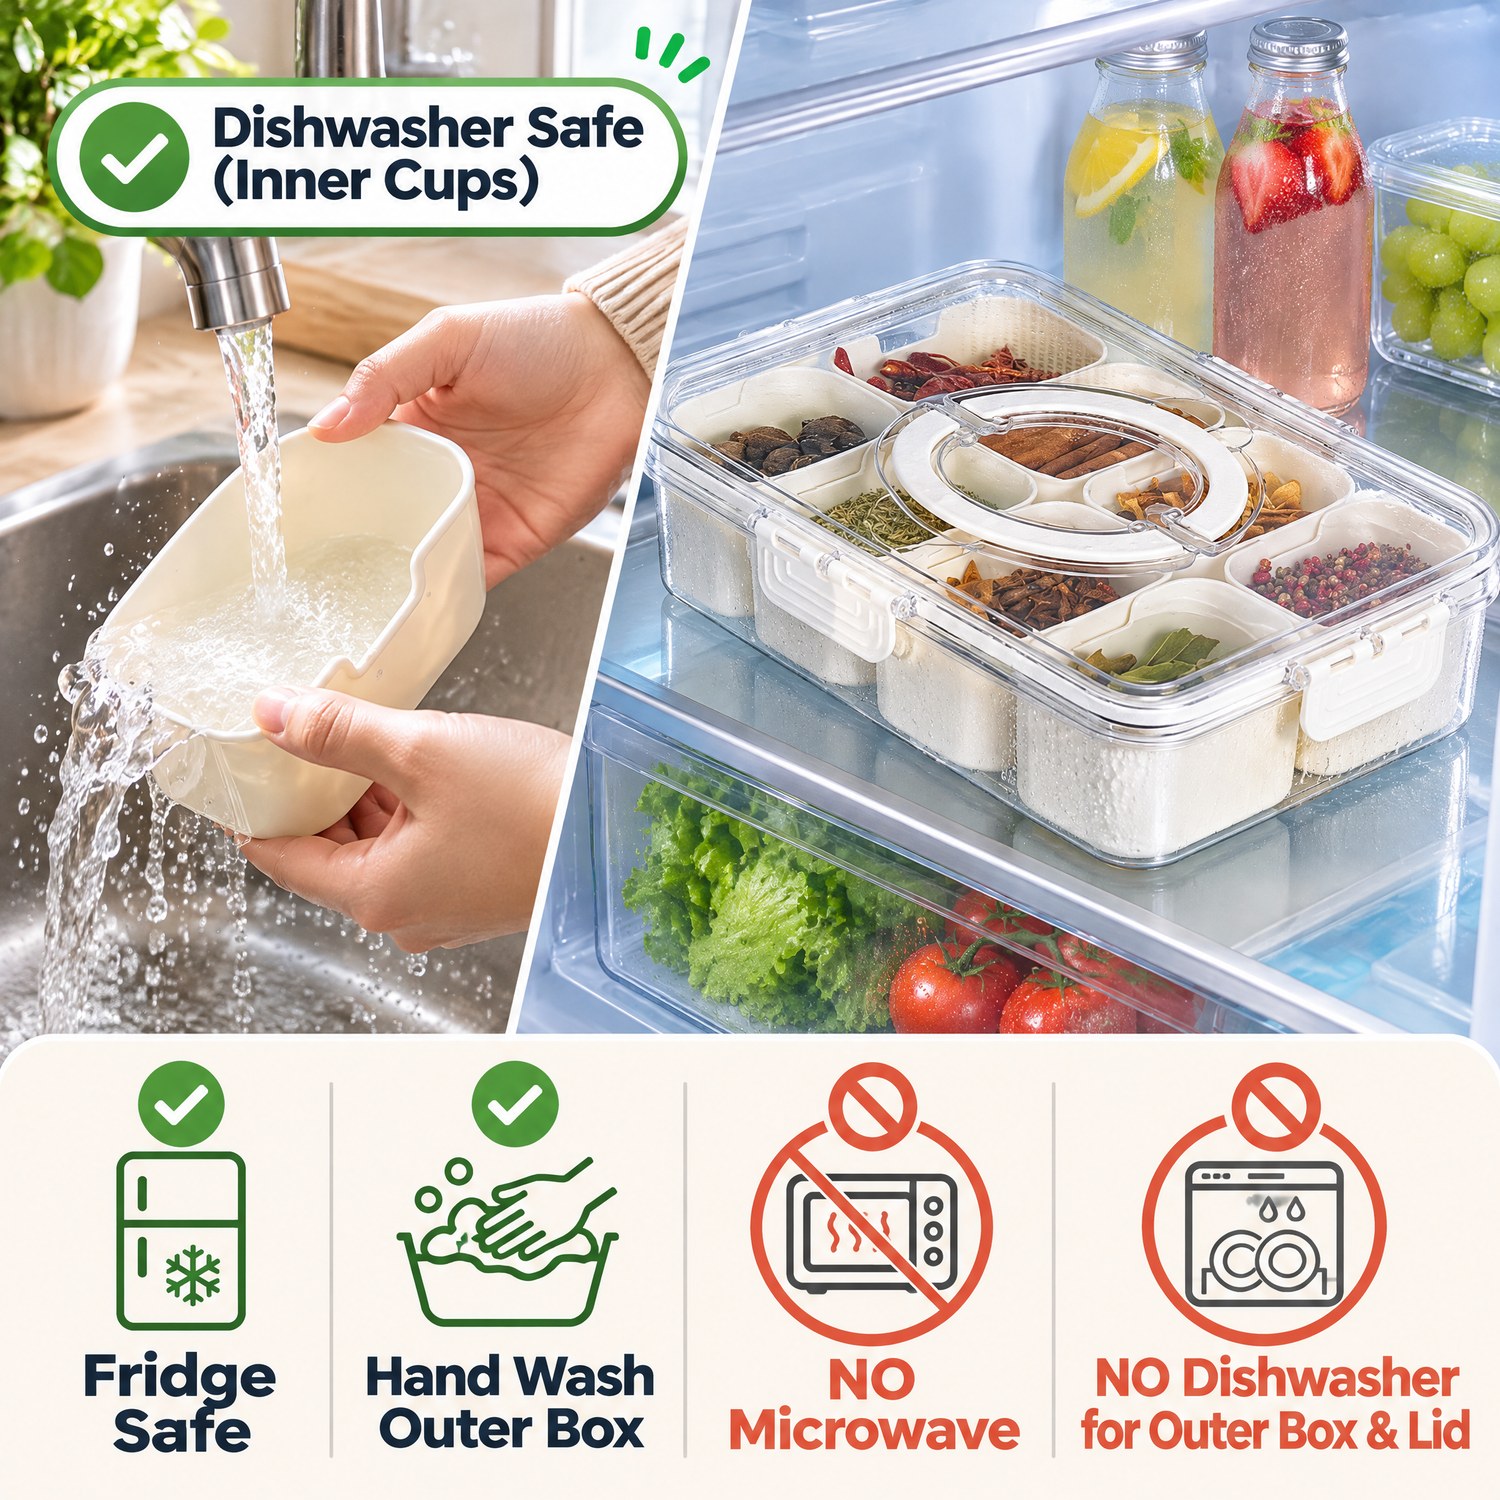 Dishwasher Safe
(Inner Cups)
Fridge
Safe
Hand Wash
Outer Box
NO
Microwave
NO Dishwasher
for Outer Box & Lid